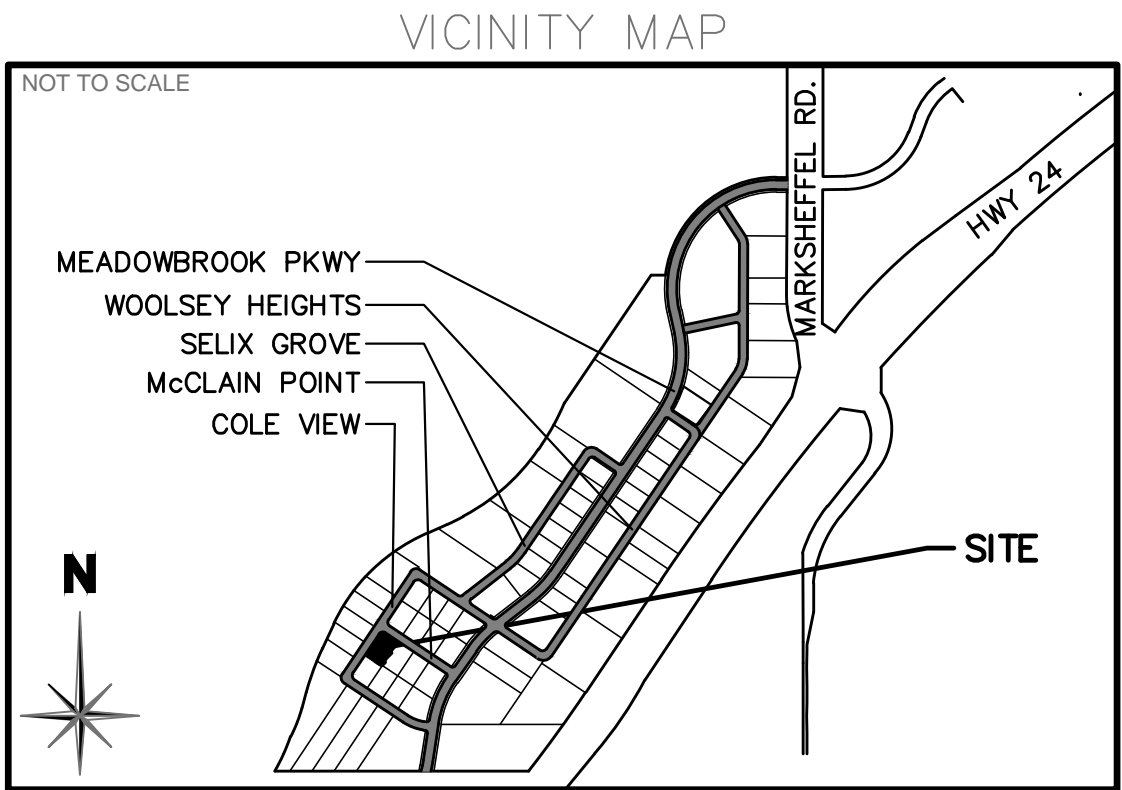 VICINITY MAP
NOT TO SCALE
MARKSHEFFEL RD.
HWY 24
MEADOWBROOK PKWY
WOOLSEY HEIGHTS
SELIX GROVE
McCLAIN POINT
COLE VIEW
SITE
N